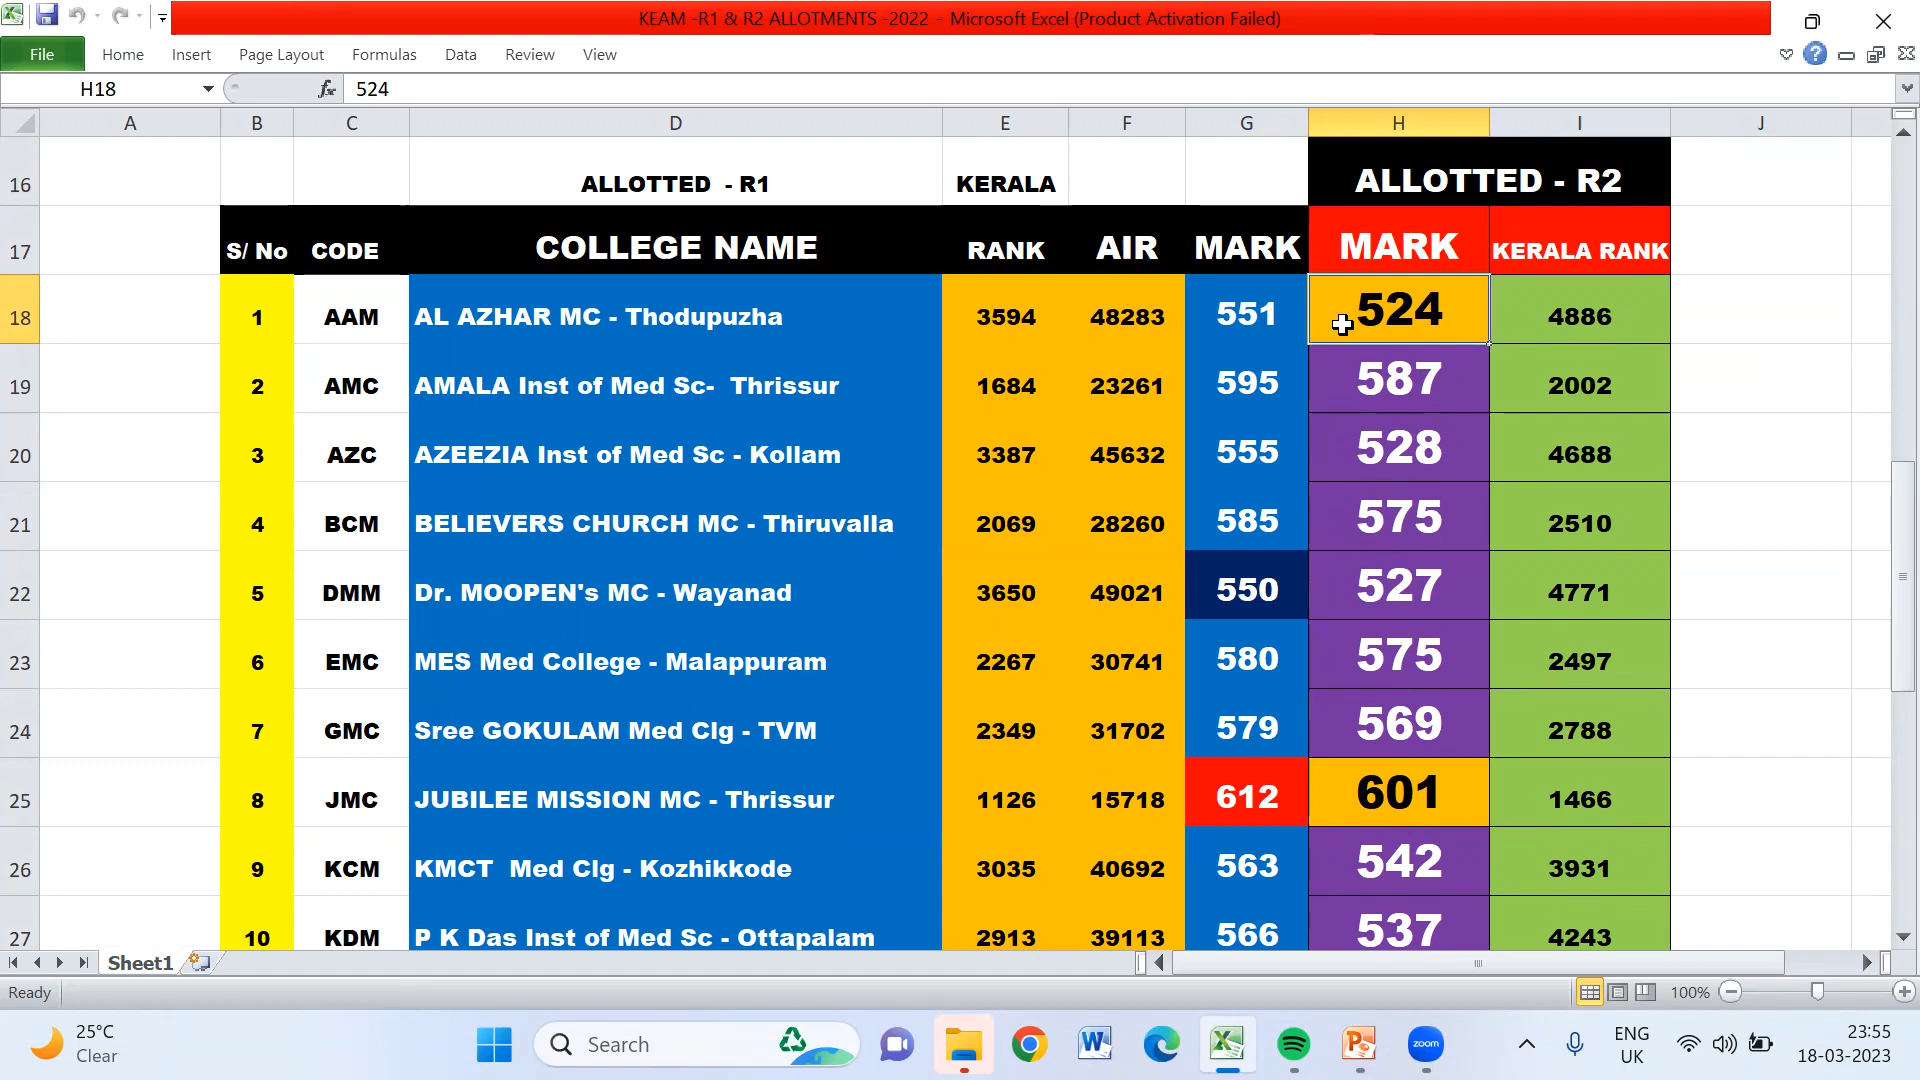 KEAM -R1 & R2 ALLOTMENTS -2022 - Microsoft Excel (Product Activation Failed)
File Home Insert Page Layout Formulas Data Review View
H18 fx 524
A B C D E F G H I J
16 ALLOTTED - R1 KERALA ALLOTTED - R2
17 S/ No CODE COLLEGE NAME RANK AIR MARK MARK KERALA RANK
18 1 AAM AL AZHAR MC - Thodupuzha 3594 48283 551 524 4886
19 2 AMC AMALA Inst of Med Sc- Thrissur 1684 23261 595 587 2002
20 3 AZC AZEEZIA Inst of Med Sc - Kollam 3387 45632 555 528 4688
21 4 BCM BELIEVERS CHURCH MC - Thiruvalla 2069 28260 585 575 2510
22 5 DMM Dr. MOOPEN's MC - Wayanad 3650 49021 550 527 4771
23 6 EMC MES Med College - Malappuram 2267 30741 580 575 2497
24 7 GMC Sree GOKULAM Med Clg - TVM 2349 31702 579 569 2788
25 8 JMC JUBILEE MISSION MC - Thrissur 1126 15718 612 601 1466
26 9 KCM KMCT Med Clg - Kozhikkode 3035 40692 563 542 3931
27 10 KDM P K Das Inst of Med Sc - Ottapalam 2913 39113 566 537 4243
Sheet1
Ready 100%
25°C
Clear
Search
zoom
ENG
UK
23:55
18-03-2023